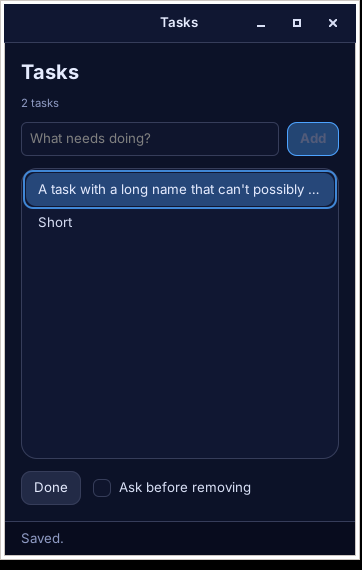 Tasks
Tasks
2 tasks
What needs doing?
Add
A task with a long name that can't possibly ...
Short
Done
Ask before removing
Saved.